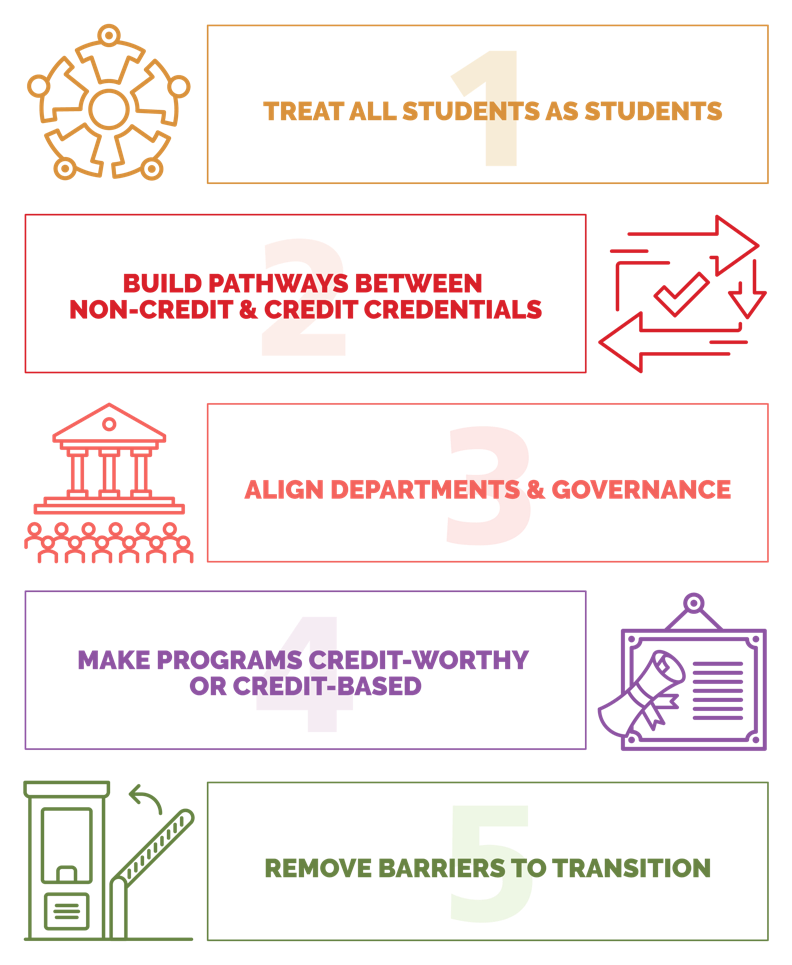 1
TREAT ALL STUDENTS AS STUDENTS
2
BUILD PATHWAYS BETWEEN
NON-CREDIT & CREDIT CREDENTIALS
3
ALIGN DEPARTMENTS & GOVERNANCE
4
MAKE PROGRAMS CREDIT-WORTHY
OR CREDIT-BASED
5
REMOVE BARRIERS TO TRANSITION